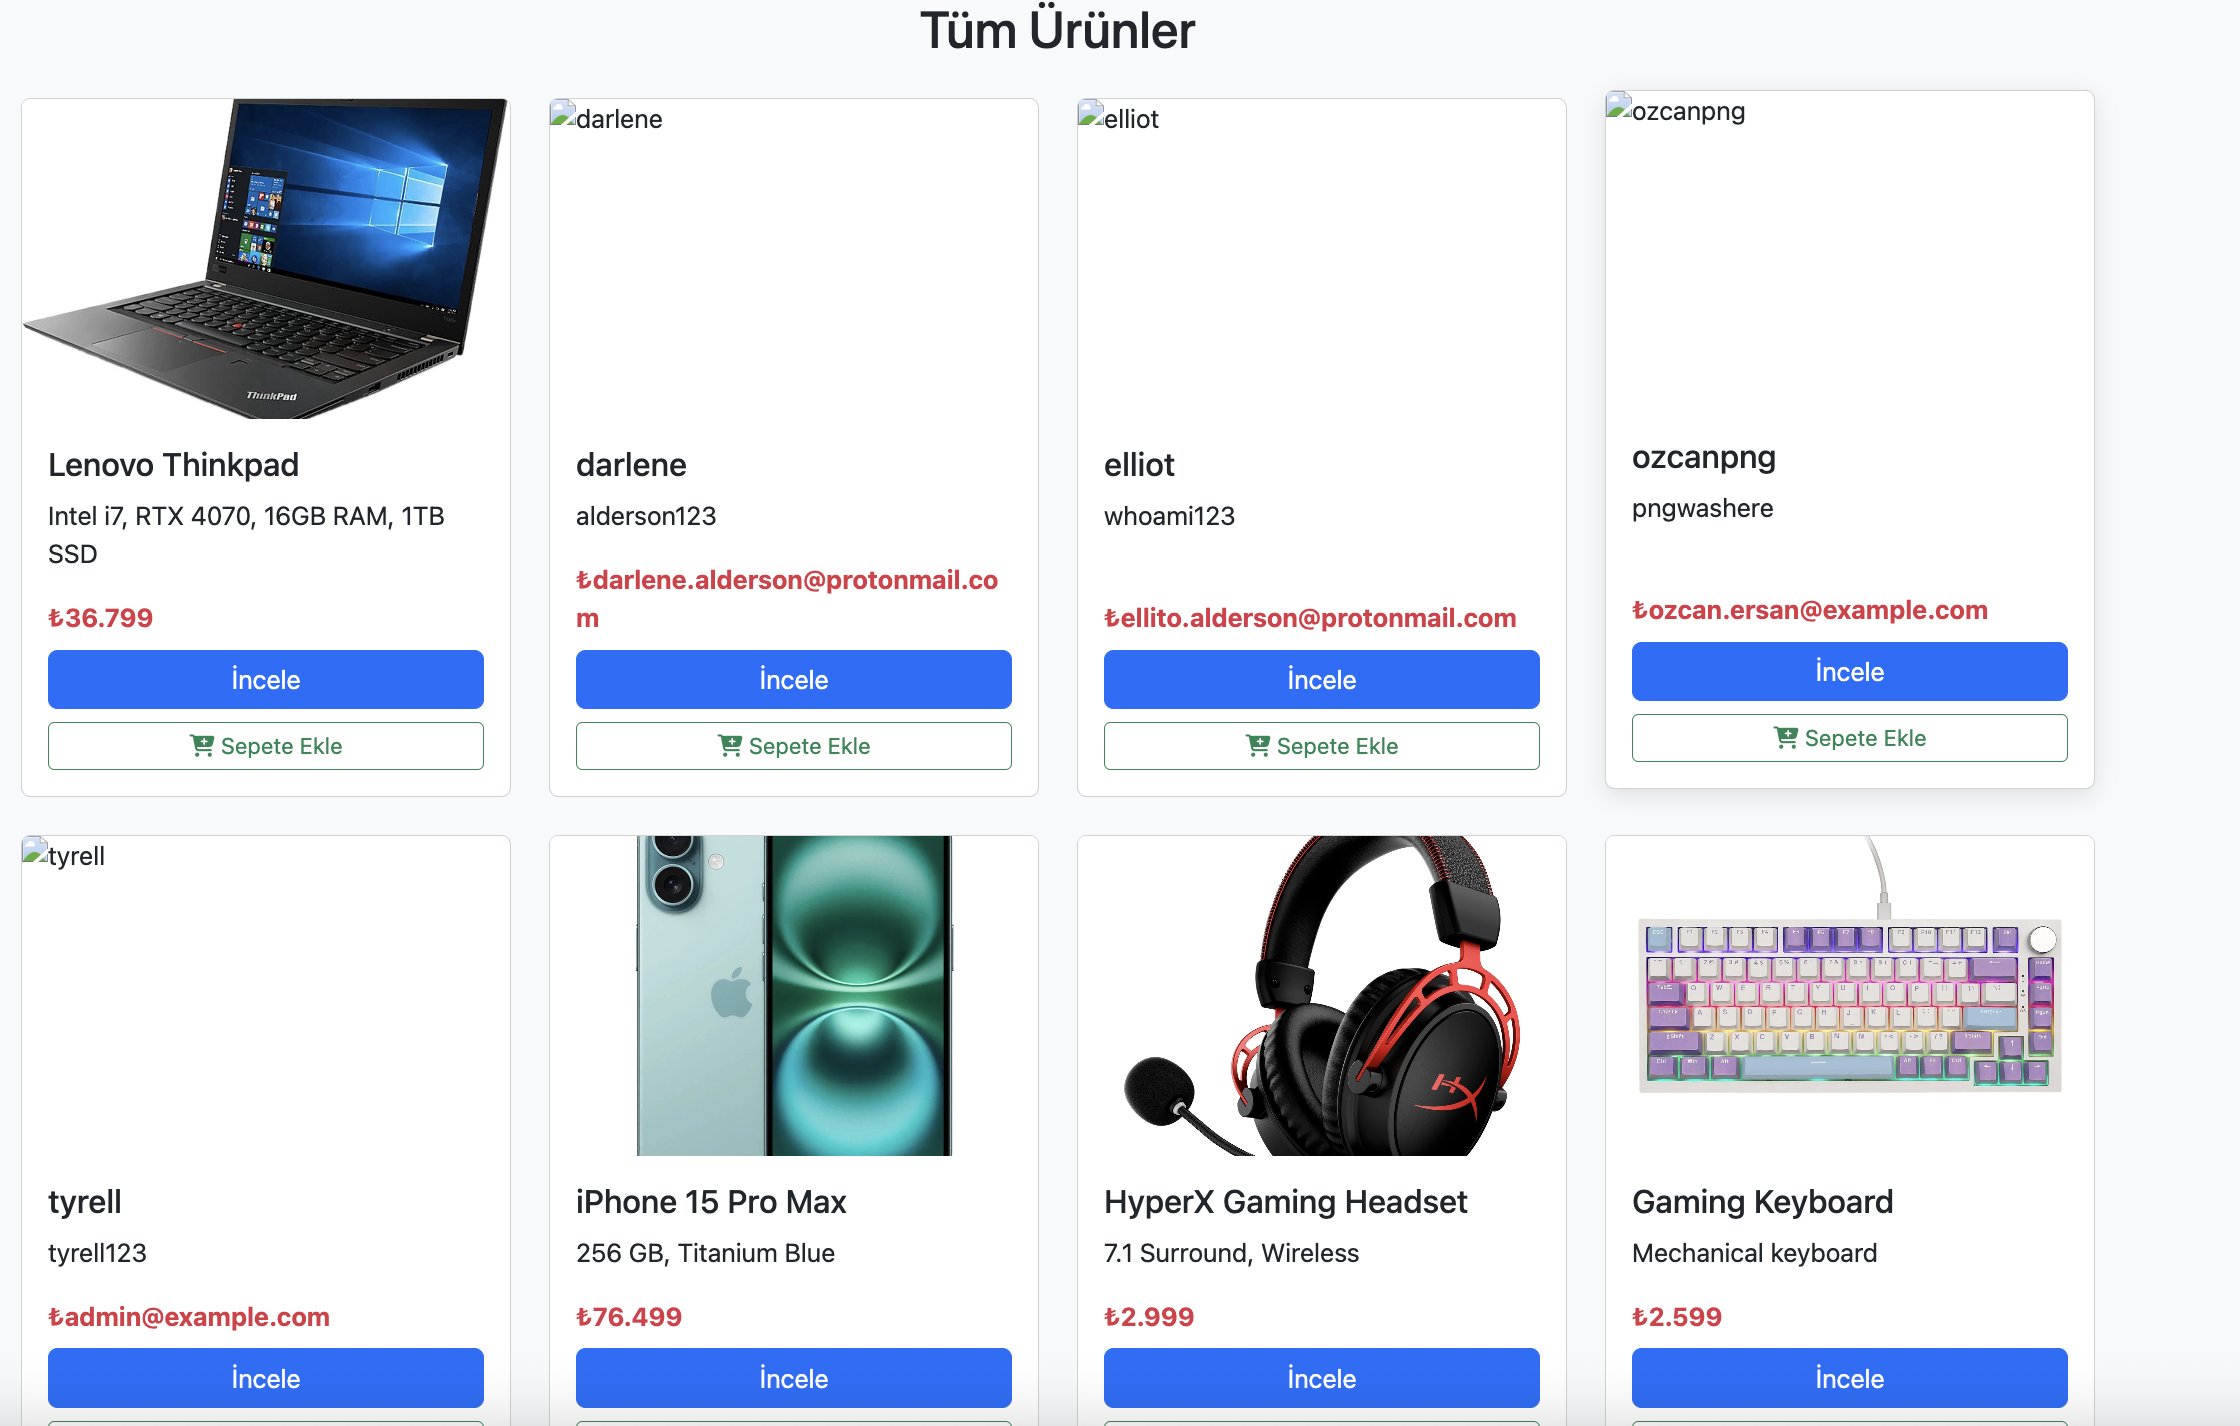 Tüm Ürünler
ThinkPad
Lenovo Thinkpad
Intel i7, RTX 4070, 16GB RAM, 1TB
SSD
₺36.799
İncele
Sepete Ekle
darlene
darlene
alderson123
₺darlene.alderson@protonmail.co
m
İncele
Sepete Ekle
elliot
elliot
whoami123
₺ellito.alderson@protonmail.com
İncele
Sepete Ekle
ozcanpng
ozcanpng
pngwashere
₺ozcan.ersan@example.com
İncele
Sepete Ekle
tyrell
tyrell
tyrell123
₺admin@example.com
İncele
iPhone 15 Pro Max
256 GB, Titanium Blue
₺76.499
İncele
HX
HyperX Gaming Headset
7.1 Surround, Wireless
₺2.999
İncele
Gaming Keyboard
Mechanical keyboard
₺2.599
İncele